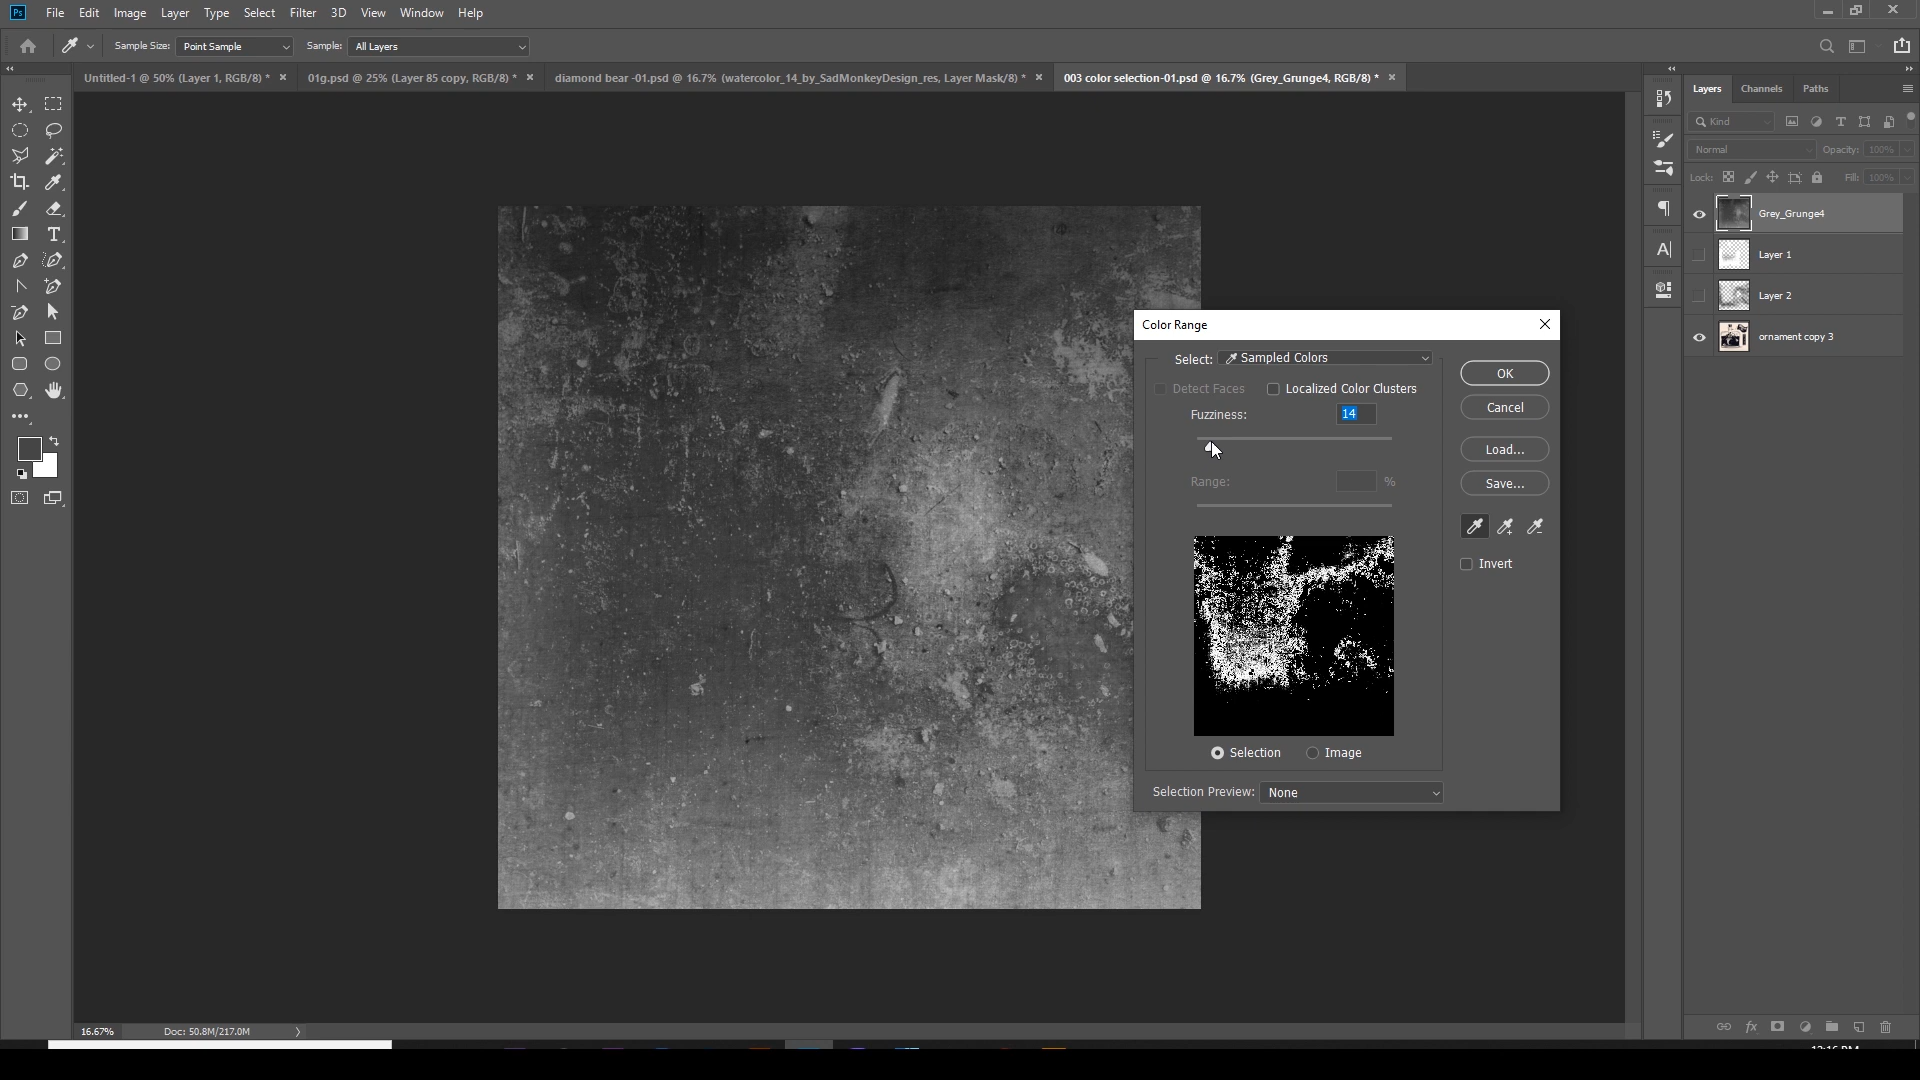 Ps File Edit Image Layer Type Select Filter 3D View Window Help
Sample Size: Point Sample Sample: All Layers
Untitled-1 @ 50% (Layer 1, RGB/8) * 01g.psd @ 25% (Layer 85 copy, RGB/8) * diamond bear -01.psd @ 16.7% (watercolor_14_by_SadMonkeyDesign_res, Layer Mask/8) * 003 color selection-01.psd @ 16.7% (Grey_Grunge4, RGB/8) *
Layers Channels Paths
Kind
Normal Opacity: 100%
Lock: Fill: 100%
Grey_Grunge4
Layer 1
Layer 2
ornament copy 3
Color Range
Select: Sampled Colors
OK
Detect Faces Localized Color Clusters
Cancel
Fuzziness: 14
Load...
Range: %
Save...
Invert
Selection Image
Selection Preview: None
16.67% Doc: 50.8M/217.0M